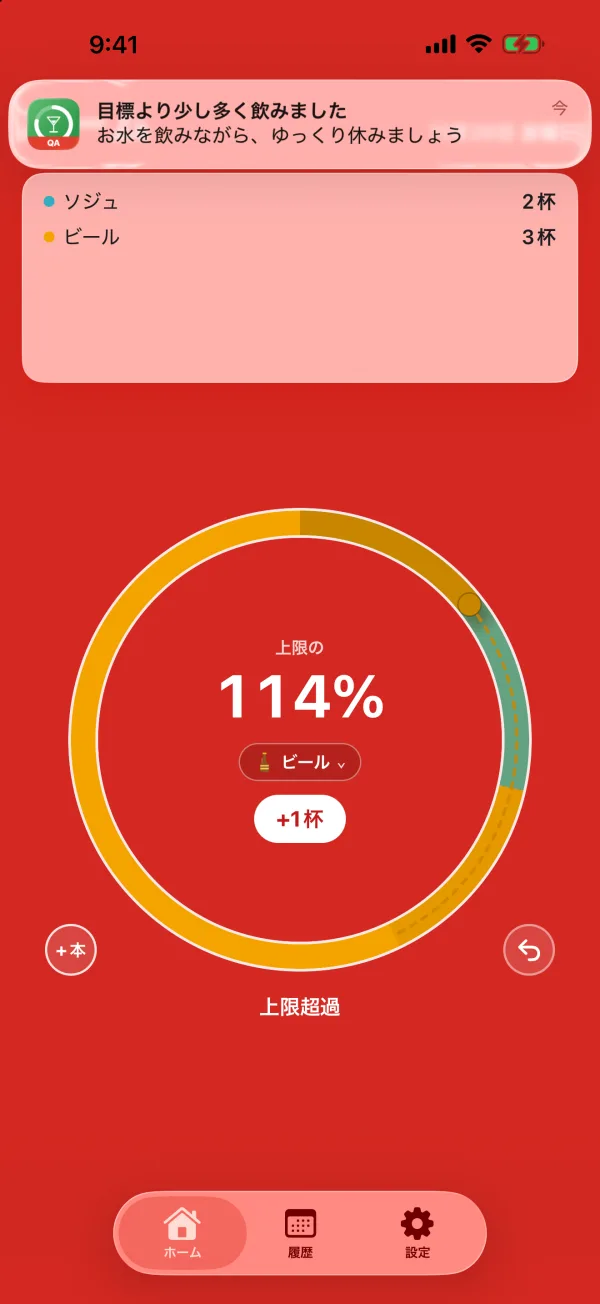 9:41
目標より少し多く飲みました
今
お水を飲みながら、ゆっくり休みましょう
QA
ソジュ 2杯
ビール 3杯
上限の
114%
ビール
+1杯
+本
上限超過
ホーム 履歴 設定